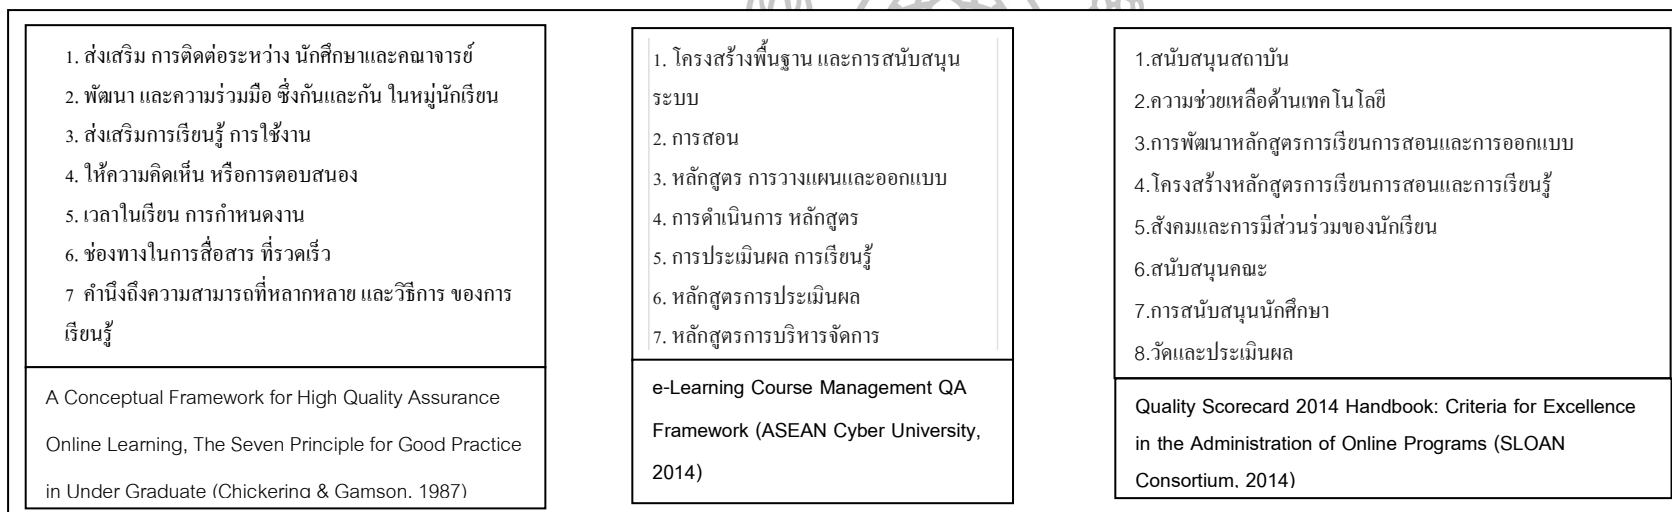 1. ส่งเสริม การติดต่อระหว่าง นักศึกษาและคณาจารย์
2. พัฒนา และความร่วมมือ ซึ่งกันและกัน ในหมู่นักเรียน
3. ส่งเสริมการเรียนรู้ การใช้งาน
4. ให้ความคิดเห็น หรือการตอบสนอง
5. เวลาในเรียน การกำหนดงาน
6. ช่องทางในการสื่อสาร ที่รวดเร็ว
7 คำนึงถึงความสามารถที่หลากหลาย และวิธีการ ของการ
เรียนรู้
A Conceptual Framework for High Quality Assurance
Online Learning, The Seven Principle for Good Practice
in Under Graduate (Chickering & Gamson, 1987)
1. โครงสร้างพื้นฐาน และการสนับสนุน
ระบบ
2. การสอน
3. หลักสูตร การวางแผนและออกแบบ
4. การดำเนินการ หลักสูตร
5. การประเมินผล การเรียนรู้
6. หลักสูตรการประเมินผล
7. หลักสูตรการบริหารจัดการ
e-Learning Course Management QA
Framework (ASEAN Cyber University,
2014)
1.สนับสนุนสถาบัน
2.ความช่วยเหลือด้านเทคโนโลยี
3.การพัฒนาหลักสูตรการเรียนการสอนและการออกแบบ
4.โครงสร้างหลักสูตรการเรียนการสอนและการเรียนรู้
5.สังคมและการมีส่วนร่วมของนักเรียน
6.สนับสนุนคณะ
7.การสนับสนุนนักศึกษา
8.วัดและประเมินผล
Quality Scorecard 2014 Handbook: Criteria for Excellence
in the Administration of Online Programs (SLOAN
Consortium, 2014)